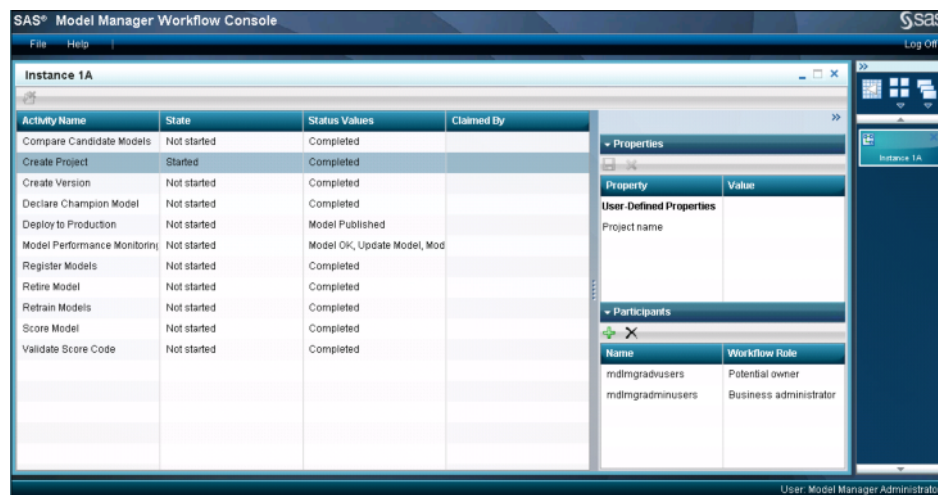 SAS® Model Manager Workflow Console
sas
File Help
Log Off
Instance 1A
Activity Name State Status Values Claimed By
Compare Candidate Models Not started Completed
Create Project Started Completed
Create Version Not started Completed
Declare Champion Model Not started Completed
Deploy to Production Not started Model Published
Model Performance Monitoring Not started Model OK, Update Model, Mod
Register Models Not started Completed
Retire Model Not started Completed
Retrain Models Not started Completed
Score Model Not started Completed
Validate Score Code Not started Completed
Properties
Property Value
User-Defined Properties
Project name
Participants
Name Workflow Role
mdlmgradvusers Potential owner
mdlmgradminusers Business administrator
Instance 1A
User: Model Manager Administrato